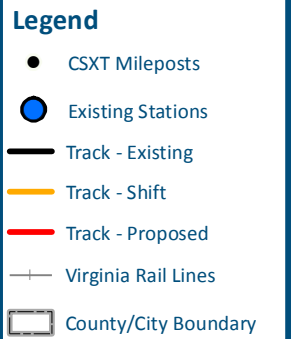 Legend
CSXT Mileposts
Existing Stations
Track - Existing
Track - Shift
Track - Proposed
Virginia Rail Lines
County/City Boundary